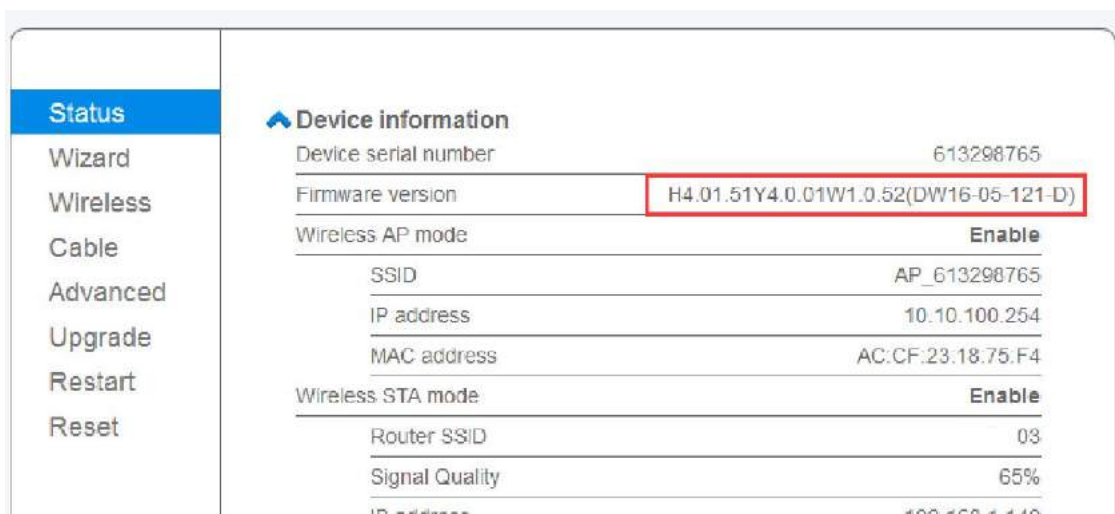 Status
Wizard
Wireless
Cable
Advanced
Upgrade
Restart
Reset
Device information
Device serial number 613298765
Firmware version H4.01.51Y4.0.01W1.0.52(DW16-05-121-D)
Wireless AP mode Enable
SSID AP_613298765
IP address 10.10.100.254
MAC address AC:CF:23:18:75:F4
Wireless STA mode Enable
Router SSID 03
Signal Quality 65%
IP address